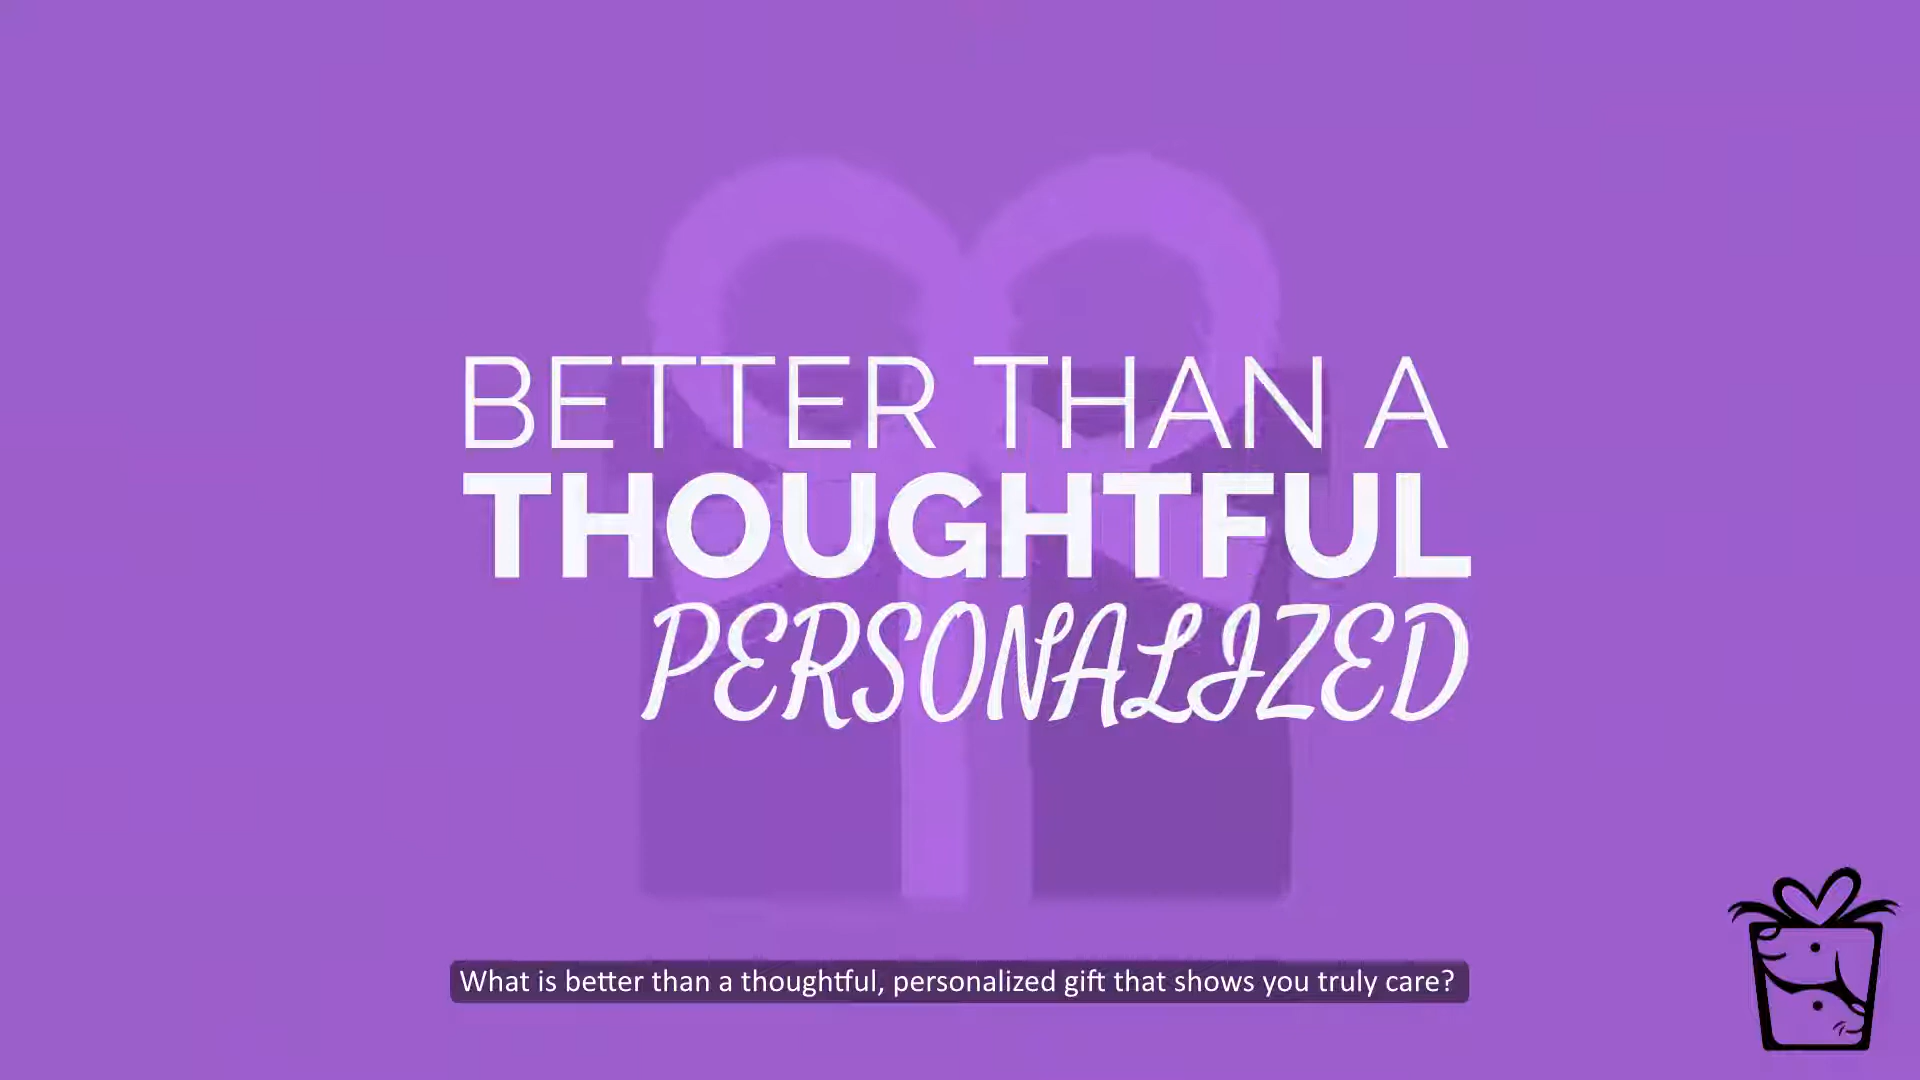 BETTER THAN A
THOUGHTFUL
PERSONALIZED
What is better than a thoughtful, personalized gift that shows you truly care?